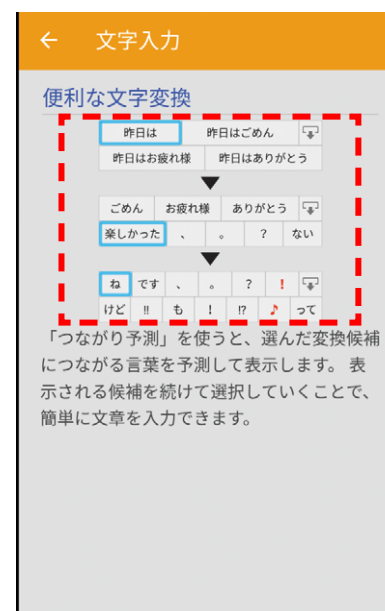 ← 文字入力
便利な文字変換
昨日は 昨日はごめん
昨日はお疲れ様 昨日はありがとう
▼
ごめん お疲れ様 ありがとう
楽しかった 、 。 ? ない
▼
ね です 、 。 ? !
けど !! も ! !? ♪ って
「つながり予測」を使うと、選んだ変換候補
につながる言葉を予測して表示します。 表
示される候補を続けて選択していくことで、
簡単に文章を入力できます。